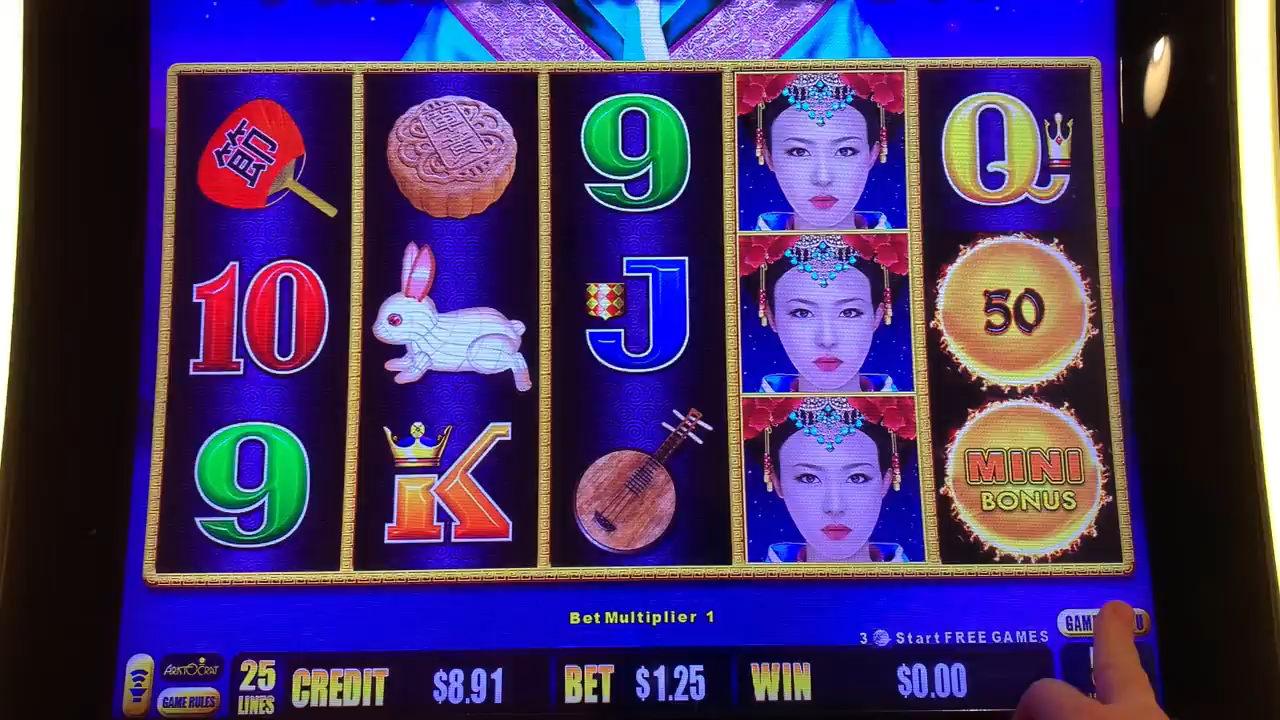 節
9
Q
10
J
50
9
K
MINI
BONUS
Bet Multiplier 1
3 Start FREE GAMES
GAM U
ARISTOCRAT
GAME RULES
25
LINES
CREDIT $8.91
BET $1.25
WIN $0.00